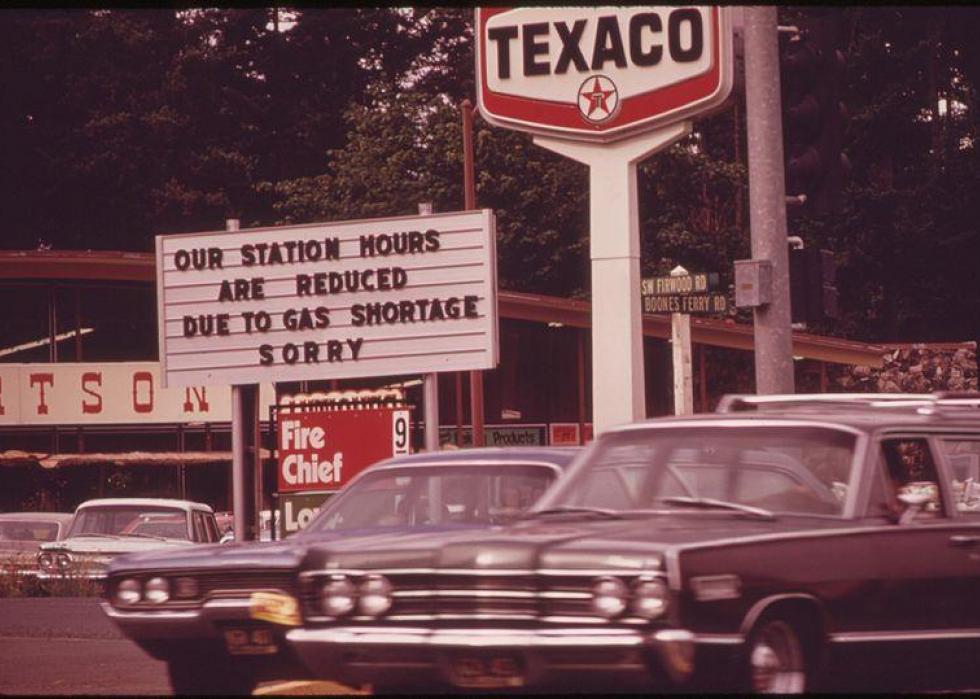 TEXACO
T
OUR STATION HOURS
ARE REDUCED
DUE TO GAS SHORTAGE
SORRY
SW FIRWOOD RD
BOONES FERRY RD
RTSON
Fire
Chief
9
Products